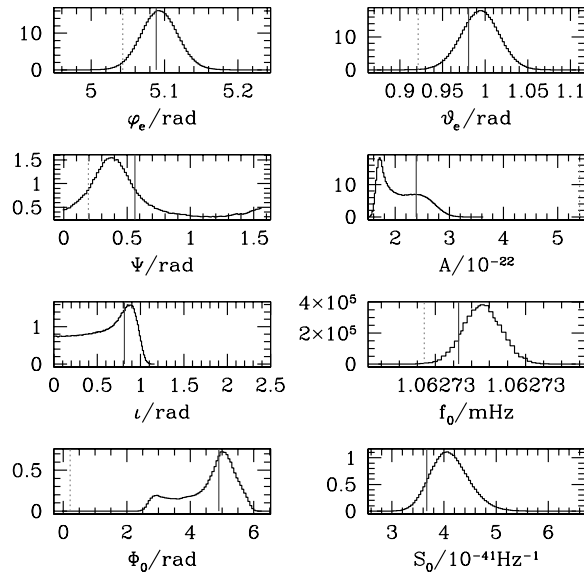 10
0
5 5.1 5.2
φₑ/rad
10
0
0.9 0.95 1 1.05 1.1
ϑₑ/rad
1.5
1
0.5
0 0.5 1 1.5
Ψ/rad
10
0
2 3 4 5
A/10⁻²²
1
0
0 0.5 1 1.5 2 2.5
ι/rad
4×10⁵
2×10⁵
0
1.06273 1.06273
f₀/mHz
0.5
0
0 2 4 6
Φ₀/rad
1
0.5
0
3 4 5 6
S₀/10⁻⁴¹Hz⁻¹